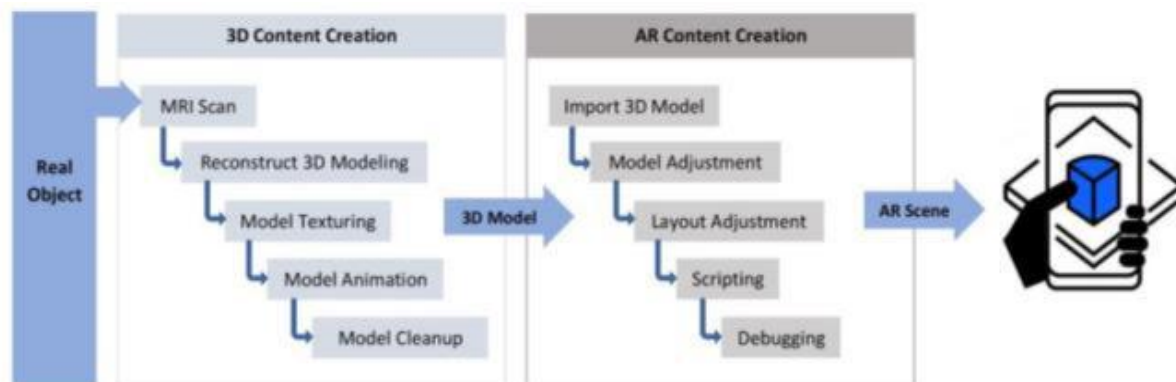 Real
Object
3D Content Creation
MRI Scan
Reconstruct 3D Modeling
Model Texturing
Model Animation
Model Cleanup
3D Model
AR Content Creation
Import 3D Model
Model Adjustment
Layout Adjustment
Scripting
Debugging
AR Scene